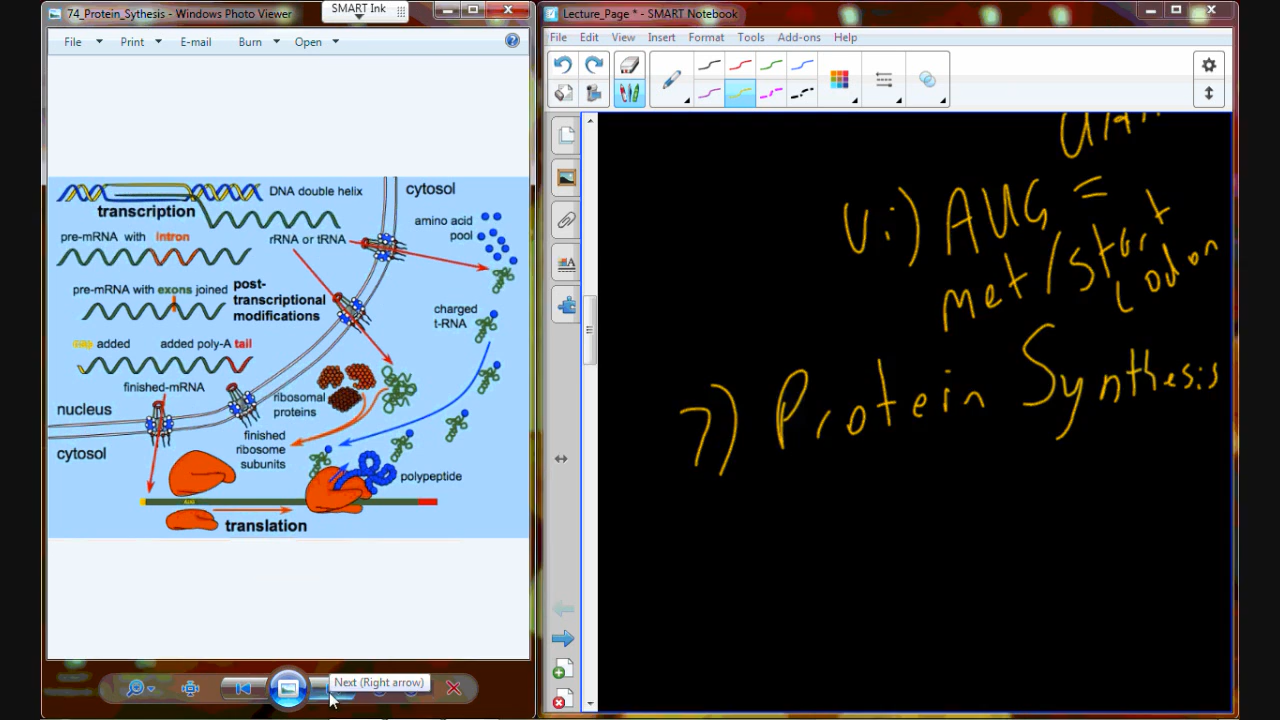 74_Protein_Sythesis - Windows Photo Viewer
SMART Ink
File Print E-mail Burn Open
DNA double helix
cytosol
transcription
amino acid
pool
pre-mRNA with intron
rRNA or tRNA
pre-mRNA with exons joined
post-
transcriptional
modifications
charged
t-RNA
cap added
added poly-A tail
finished-mRNA
ribosomal
proteins
nucleus
finished
ribosome
subunits
cytosol
polypeptide
AUG
translation
Next (Right arrow)
Lecture_Page * - SMART Notebook
File Edit View Insert Format Tools Add-ons Help
Vi) AUG =
met/start
codon
7) Protein Synthesis